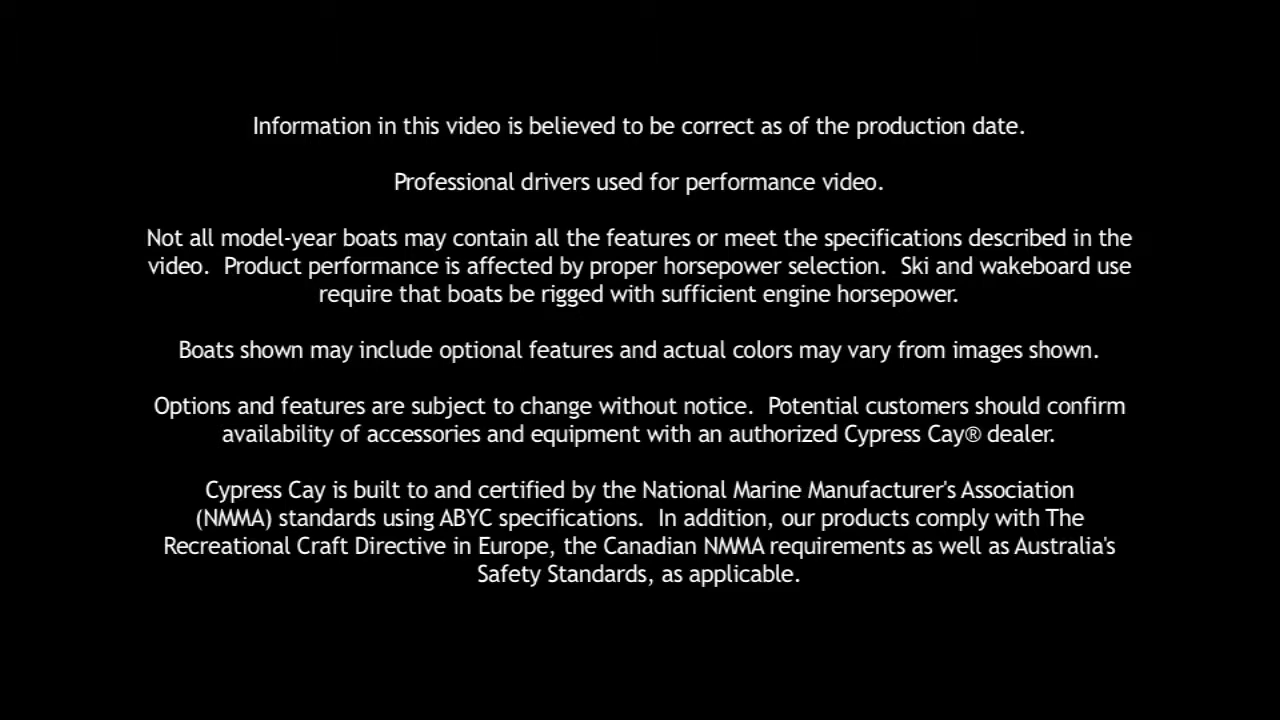 Information in this video is believed to be correct as of the production date.
Professional drivers used for performance video.
Not all model-year boats may contain all the features or meet the specifications described in the
video.  Product performance is affected by proper horsepower selection.  Ski and wakeboard use
require that boats be rigged with sufficient engine horsepower.
Boats shown may include optional features and actual colors may vary from images shown.
Options and features are subject to change without notice.  Potential customers should confirm
availability of accessories and equipment with an authorized Cypress Cay® dealer.
Cypress Cay is built to and certified by the National Marine Manufacturer's Association
(NMMA) standards using ABYC specifications.  In addition, our products comply with The
Recreational Craft Directive in Europe, the Canadian NMMA requirements as well as Australia's
Safety Standards, as applicable.